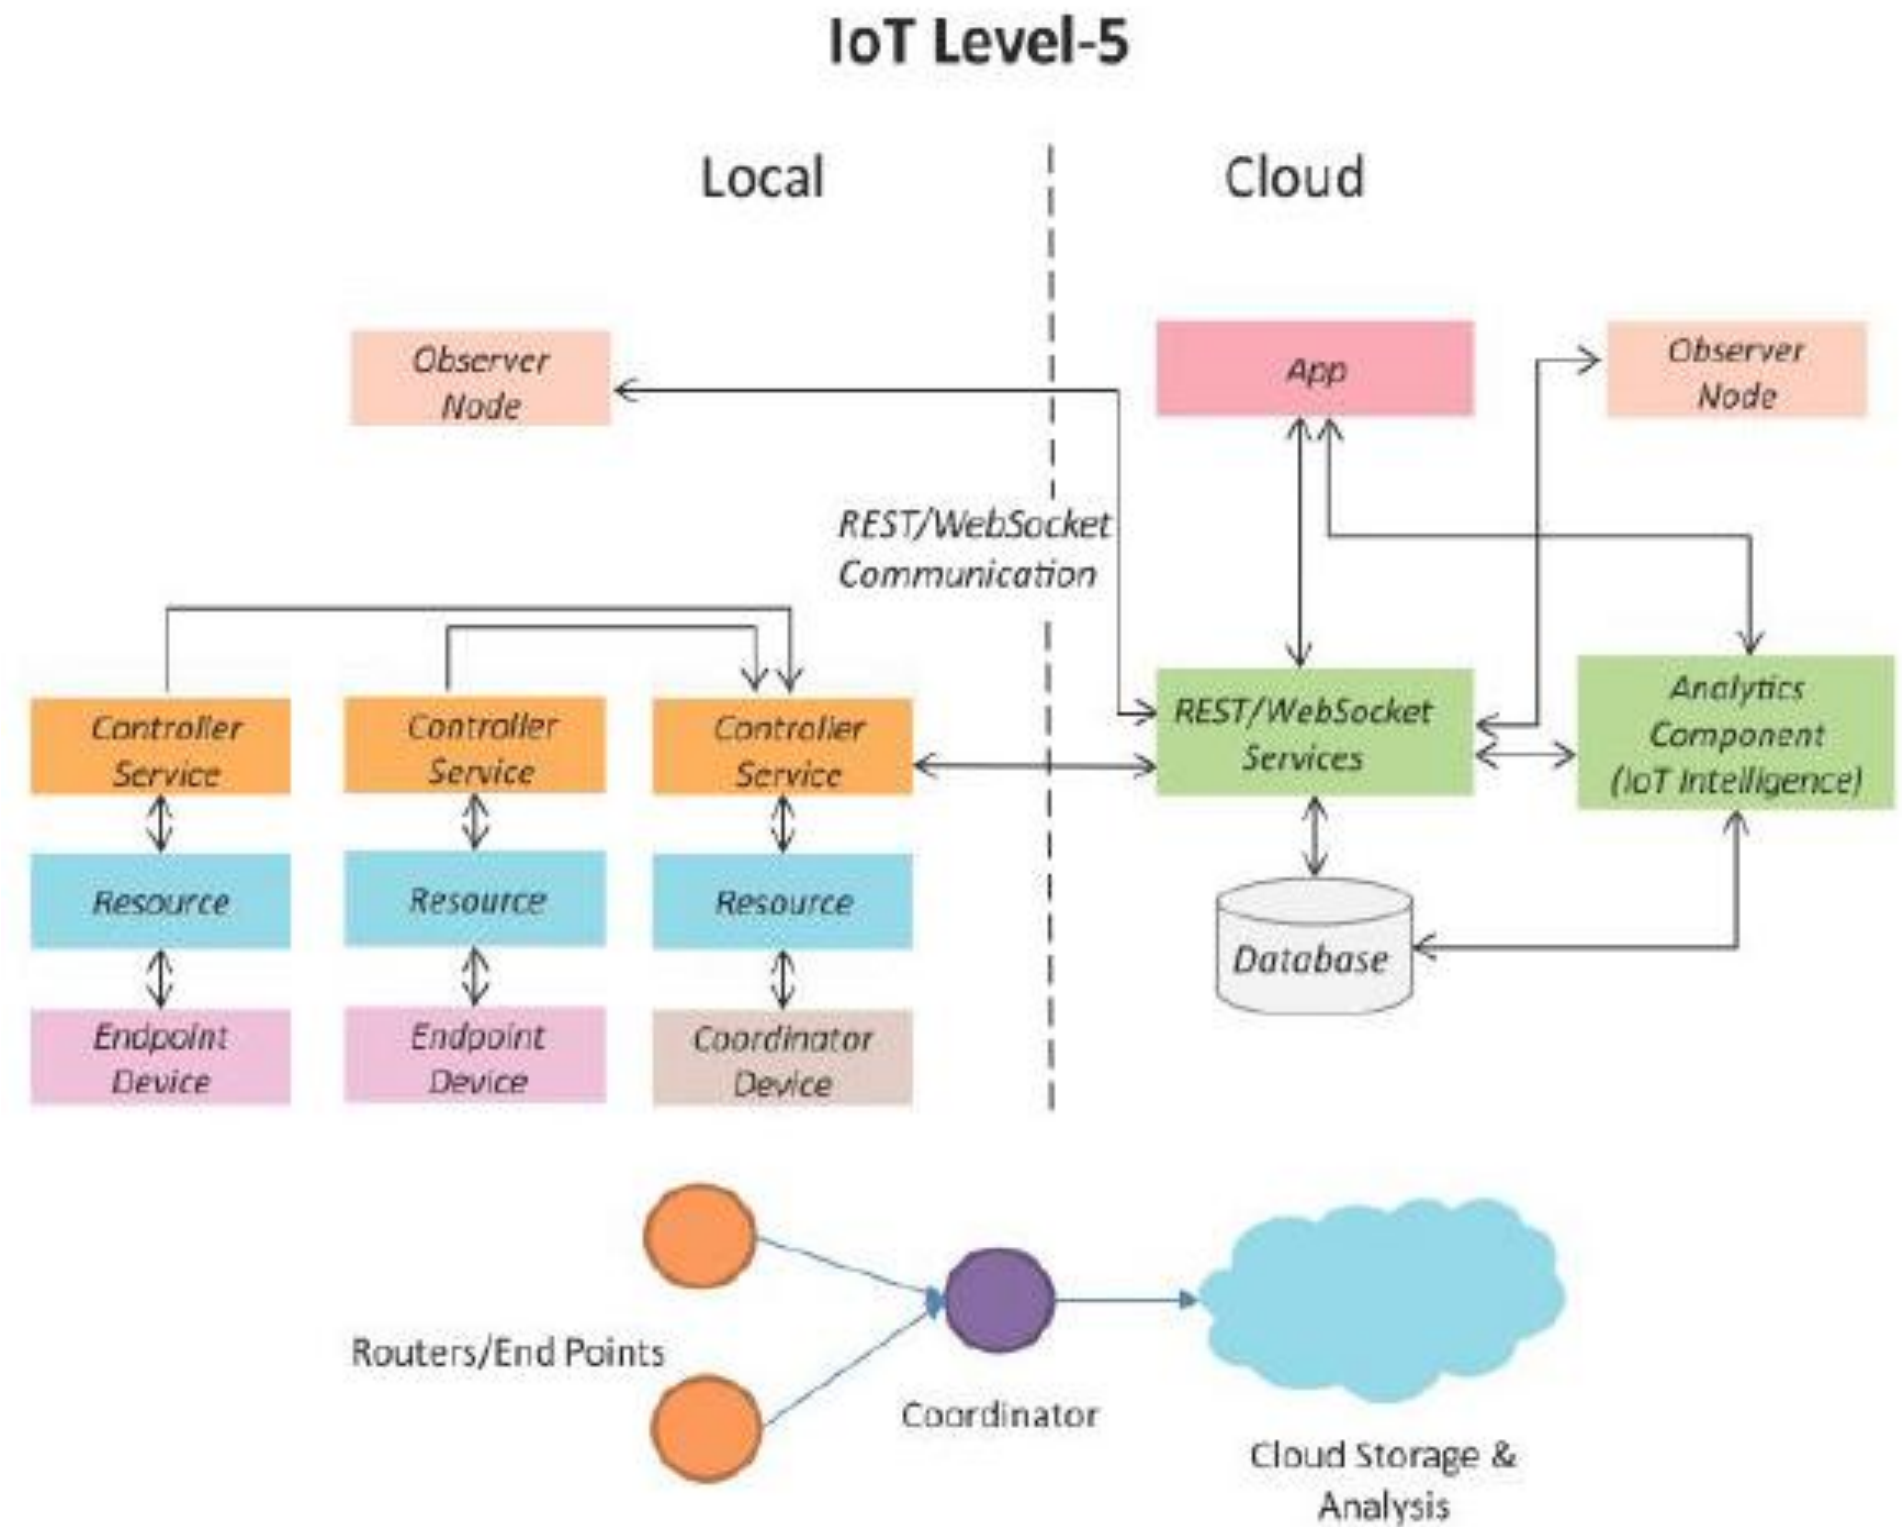 IoT Level-5
Local
Cloud
Observer
Node
App
Observer
Node
REST/WebSocket
Communication
Controller
Service
Controller
Service
Controller
Service
REST/WebSocket
Services
Analytics
Component
(IoT Intelligence)
Resource
Resource
Resource
Database
Endpoint
Device
Endpoint
Device
Coordinator
Device
Routers/End Points
Coordinator
Cloud Storage &
Analysis